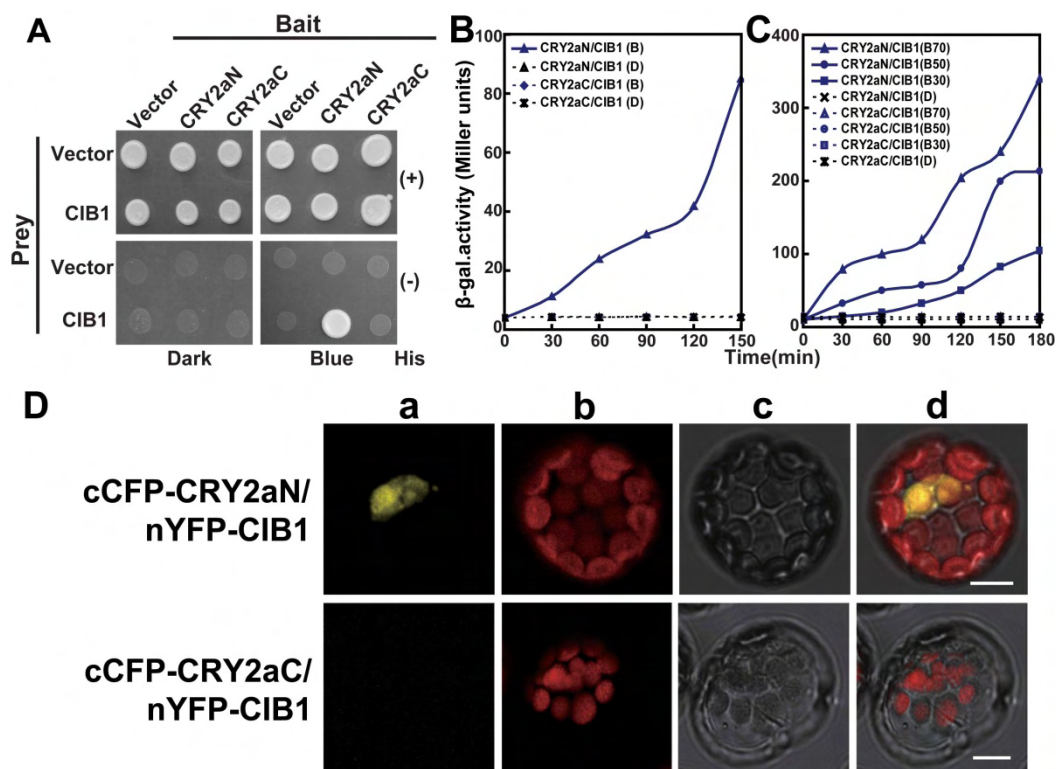 A
Bait
Vector
CRY2aN
CRY2aC
Vector
CRY2aN
CRY2aC
Prey
Vector
CIB1
(+)
Vector
CIB1
(-)
Dark
Blue
His
B
β-gal.activity (Miller units)
100
80
60
40
20
0
CRY2aN/CIB1 (B)
CRY2aN/CIB1 (D)
CRY2aC/CIB1 (B)
CRY2aC/CIB1 (D)
0 30 60 90 120 150
C
400
300
200
100
0
CRY2aN/CIB1(B70)
CRY2aN/CIB1(B50)
CRY2aN/CIB1(B30)
CRY2aN/CIB1(D)
CRY2aC/CIB1(B70)
CRY2aC/CIB1(B50)
CRY2aC/CIB1(B30)
CRY2aC/CIB1(D)
0 30 60 90 120 150 180
Time(min)
D
a b c d
cCFP-CRY2aN/
nYFP-CIB1
cCFP-CRY2aC/
nYFP-CIB1